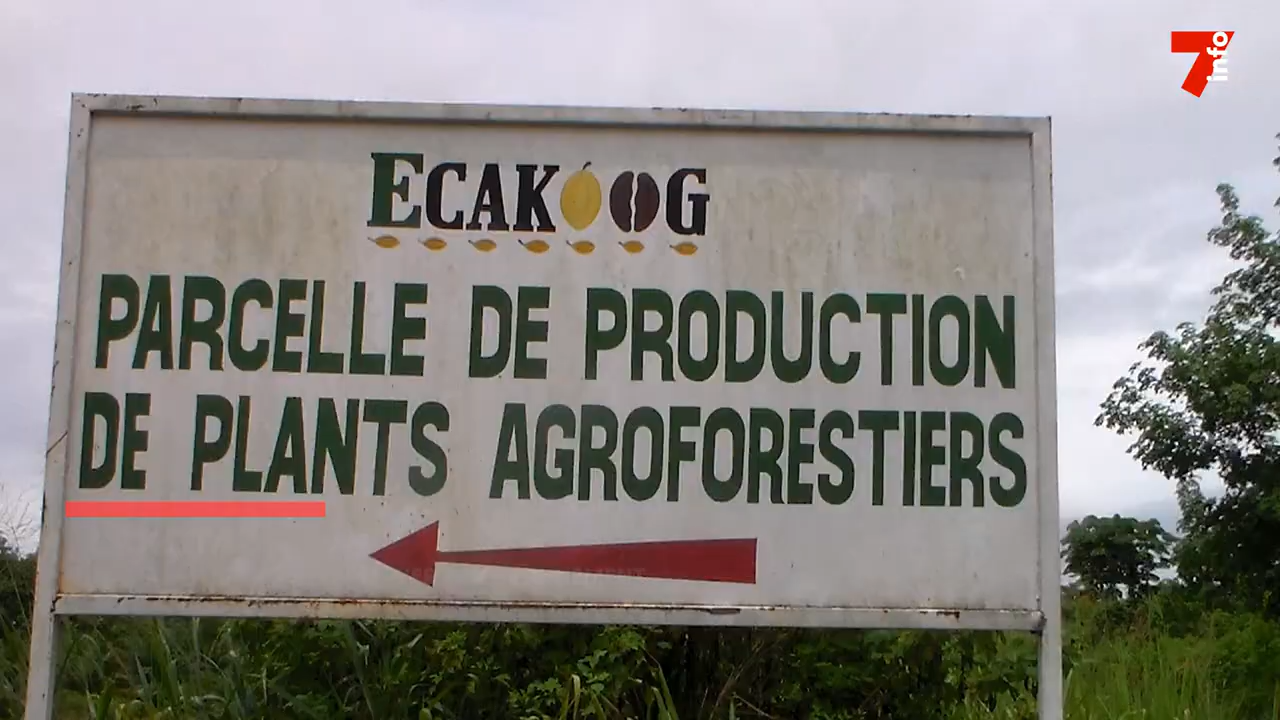 7 info
ECAKOOG
PARCELLE DE PRODUCTION
DE PLANTS AGROFORESTIERS